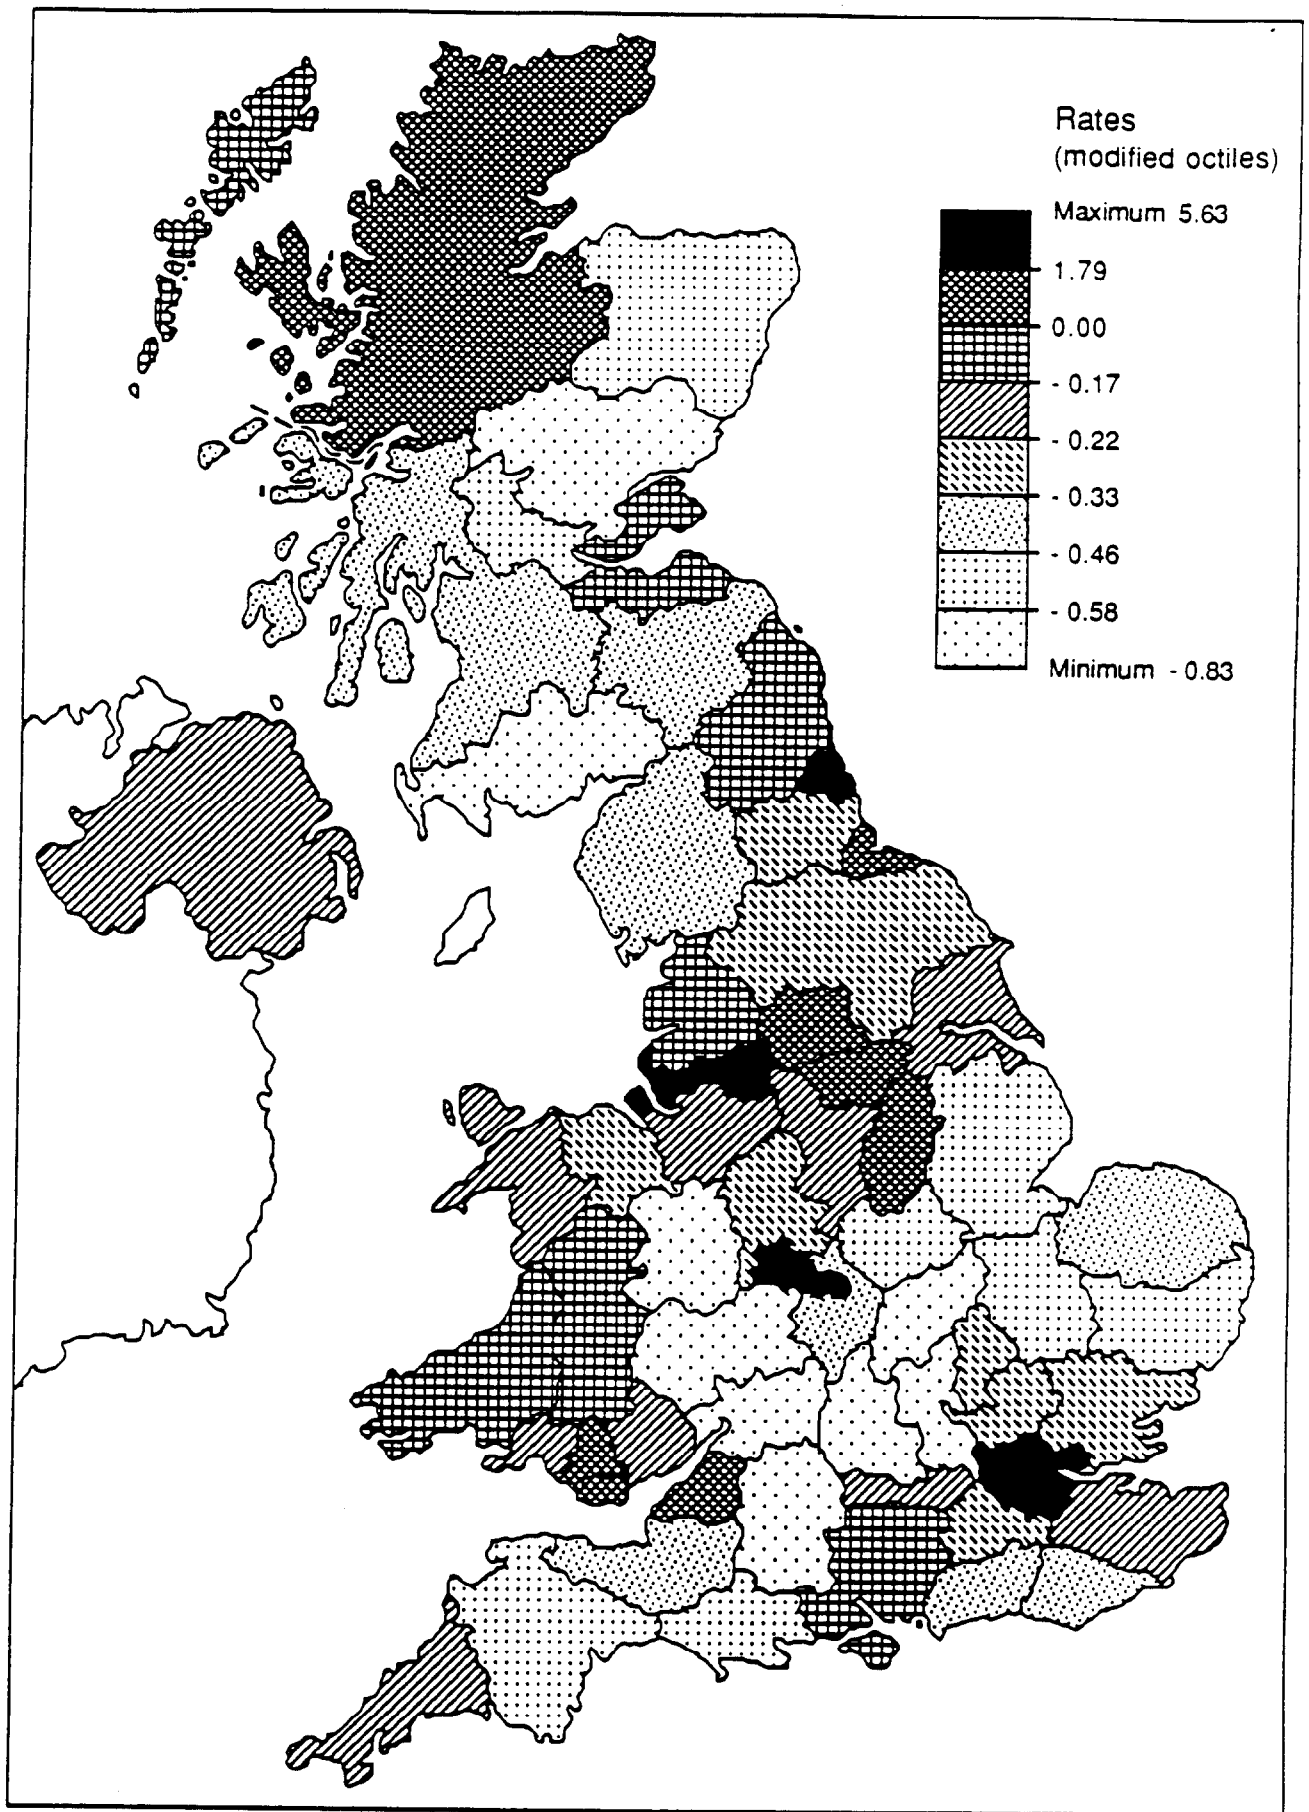 Rates
(modified octiles)
Maximum 5.63
1.79
0.00
- 0.17
- 0.22
- 0.33
- 0.46
- 0.58
Minimum - 0.83